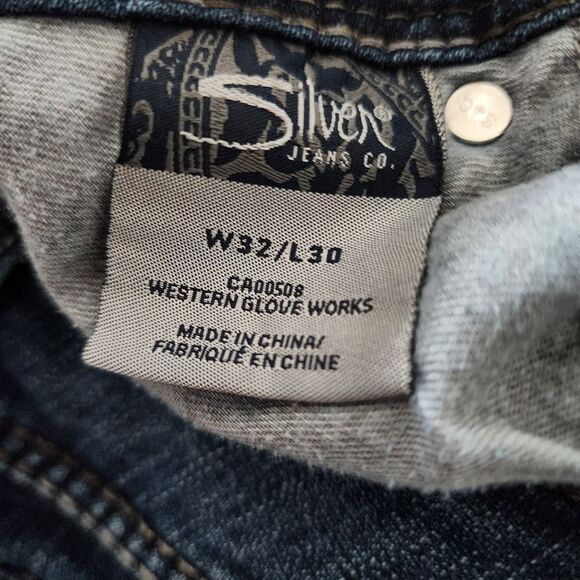 Silver®
JEANS CO.
W32/L30
CA00508
WESTERN GLOVE WORKS
MADE IN CHINA/
FABRIQUÉ EN CHINE